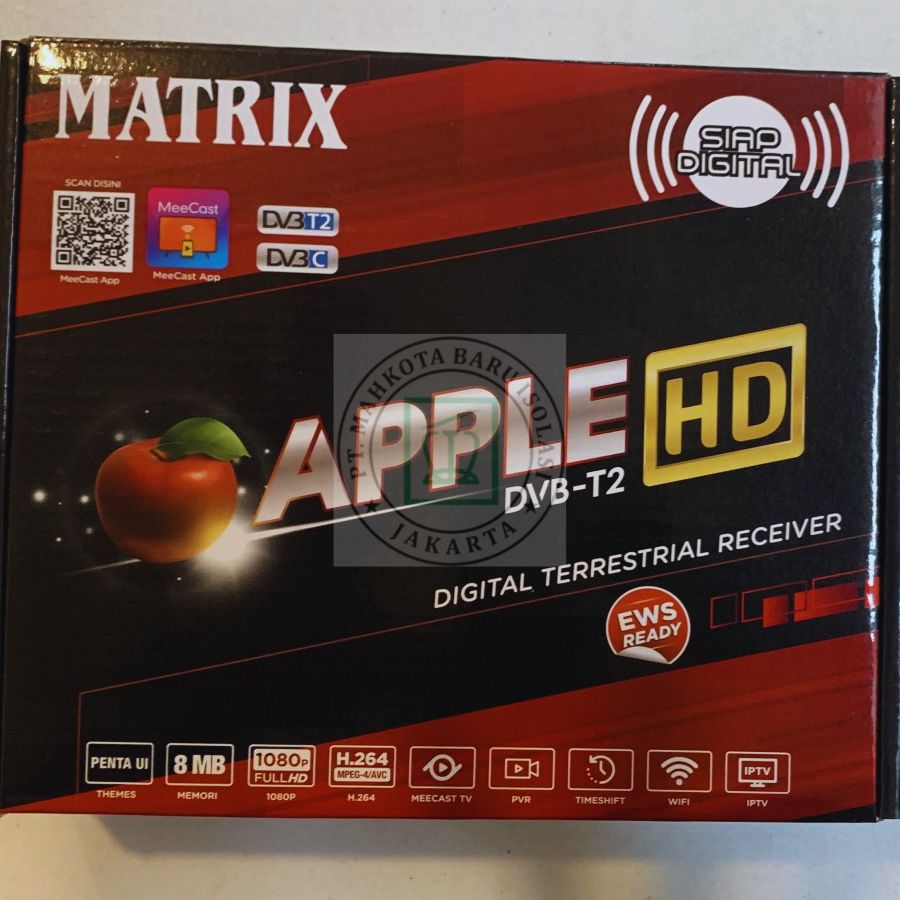 MATRIX
SIAP
DIGITAL
SCAN DISINI
MeeCast App
MeeCast
MeeCast App
DVB T2
DVB C
APPLE HD
DVB-T2
DIGITAL TERRESTRIAL RECEIVER
PT. MAHKOTA BARU ISOLASI
JAKARTA
EWS
READY
PENTA UI
THEMES
8 MB
MEMORI
1080p
FULL HD
1080P
H.264
MPEG-4/AVC
H.264
MEECAST TV
PVR
TIMESHIFT
WIFI
IPTV
IPTV